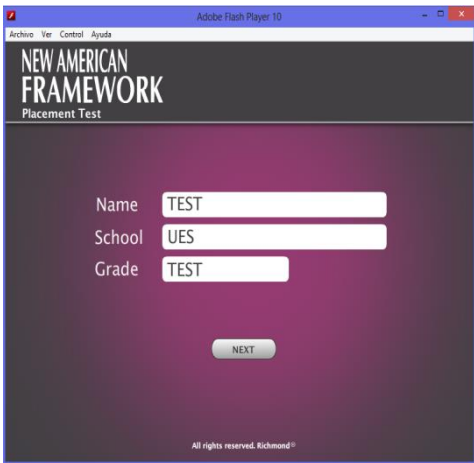 Adobe Flash Player 10
Archivo Ver Control Ayuda
NEW AMERICAN
FRAMEWORK
Placement Test
Name TEST
School UES
Grade TEST
NEXT
All rights reserved. Richmond®